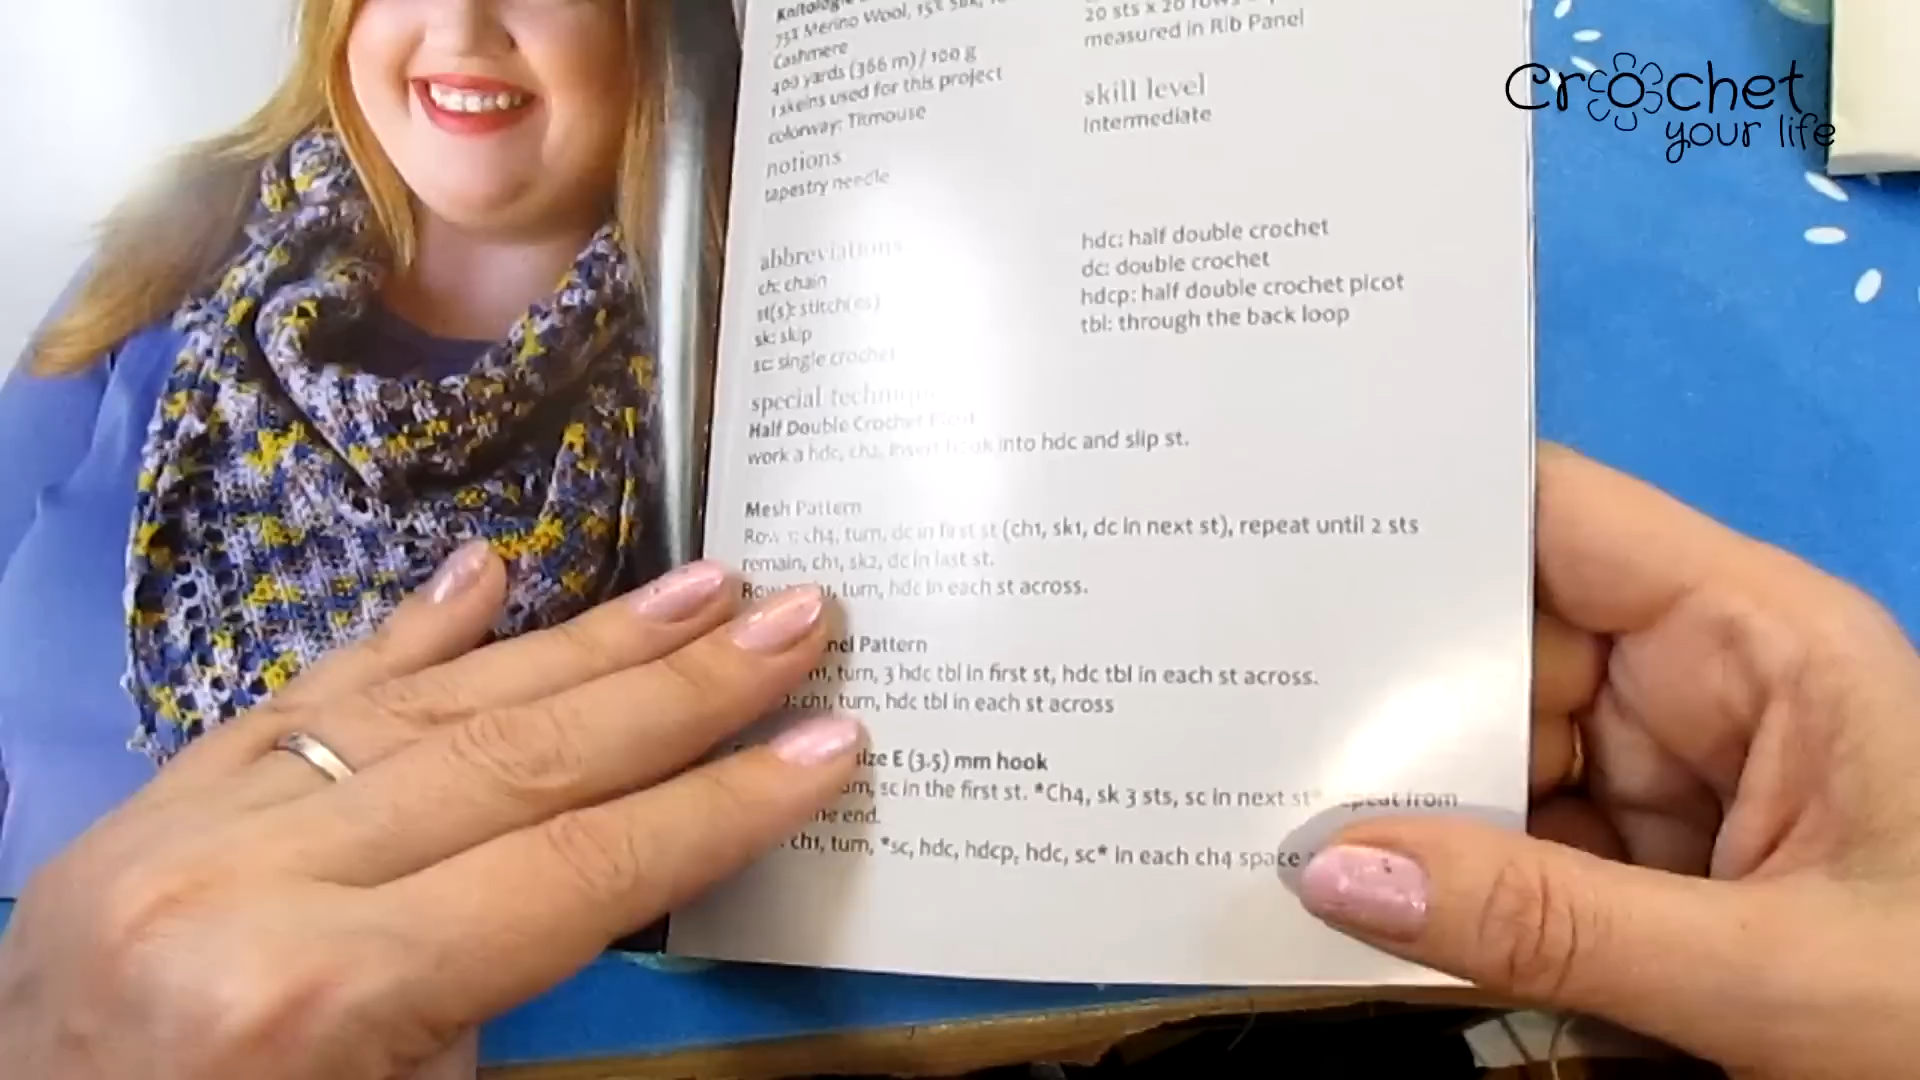 Knitologie
75% Merino Wool, 15% Silk,
Cashmere
400 yards (366 m) / 100 g
1 skeins used for this project
colorway: Titmouse
notions
tapestry needle
20 sts x 20 rows
measured in Rib Panel
skill level
Intermediate
abbreviations
ch: chain
st(s): stitch(es)
sk: skip
sc: single crochet
hdc: half double crochet
dc: double crochet
hdcp: half double crochet picot
tbl: through the back loop
special
Half Double Crochet Picot
work a hdc, ch2, insert hook into hdc and slip st.
Mesh Pattern
Row 1: ch4, turn, dc in first st (ch1, sk1, dc in next st), repeat until 2 sts
remain, ch1, sk2, dc in last st.
Row turn, hdc in each st across.
Pattern
turn, 3 hdc tbl in first st, hdc tbl in each st across.
ch1, turn, hdc tbl in each st across
size E (3.5) mm hook
sc in the first st. *Ch4, sk 3 sts, sc in next st* repeat from
end.
ch1, turn, *sc, hdc, hdcp, hdc, sc* in each ch4 space
Crochet
your life